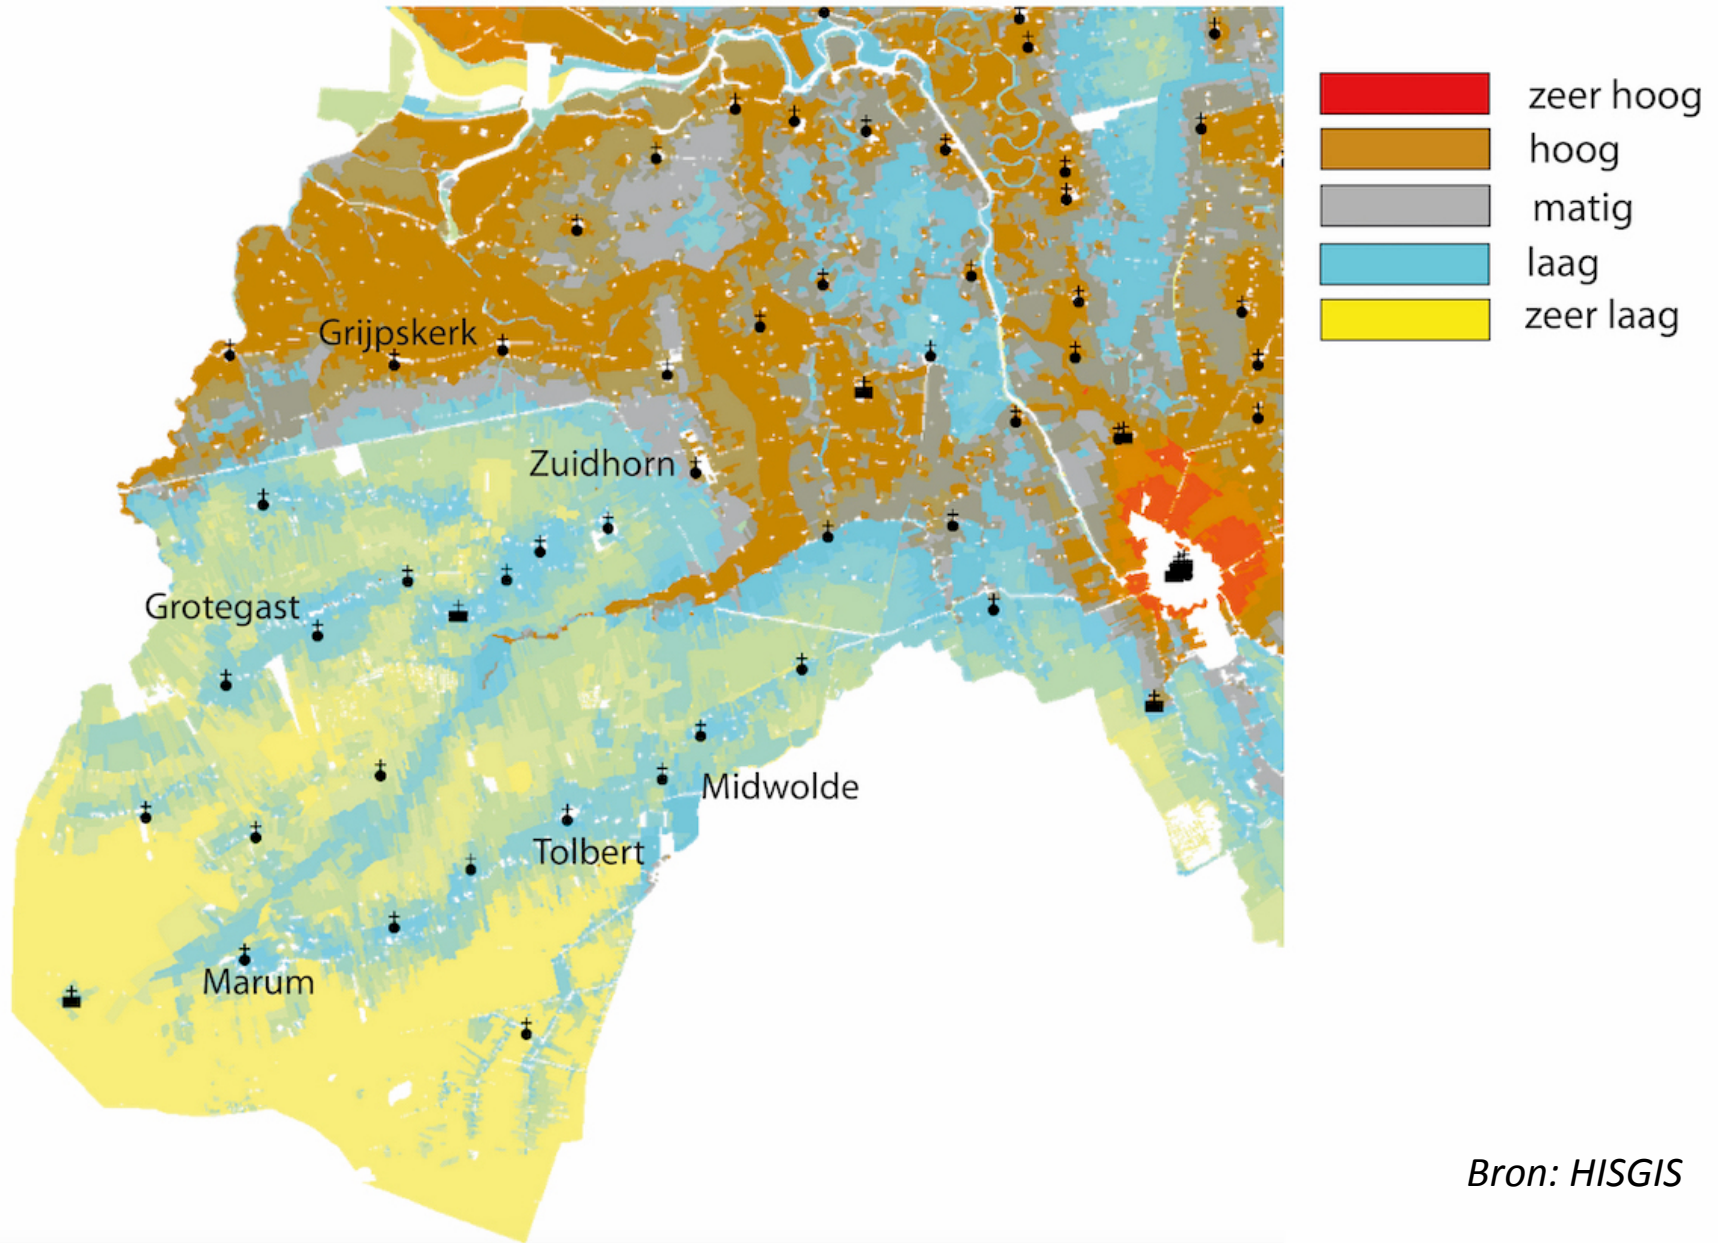 zeer hoog
hoog
matig
laag
zeer laag
Grijpskerk
Zuidhorn
Grotegast
Midwolde
Tolbert
Marum
Bron: HISGIS